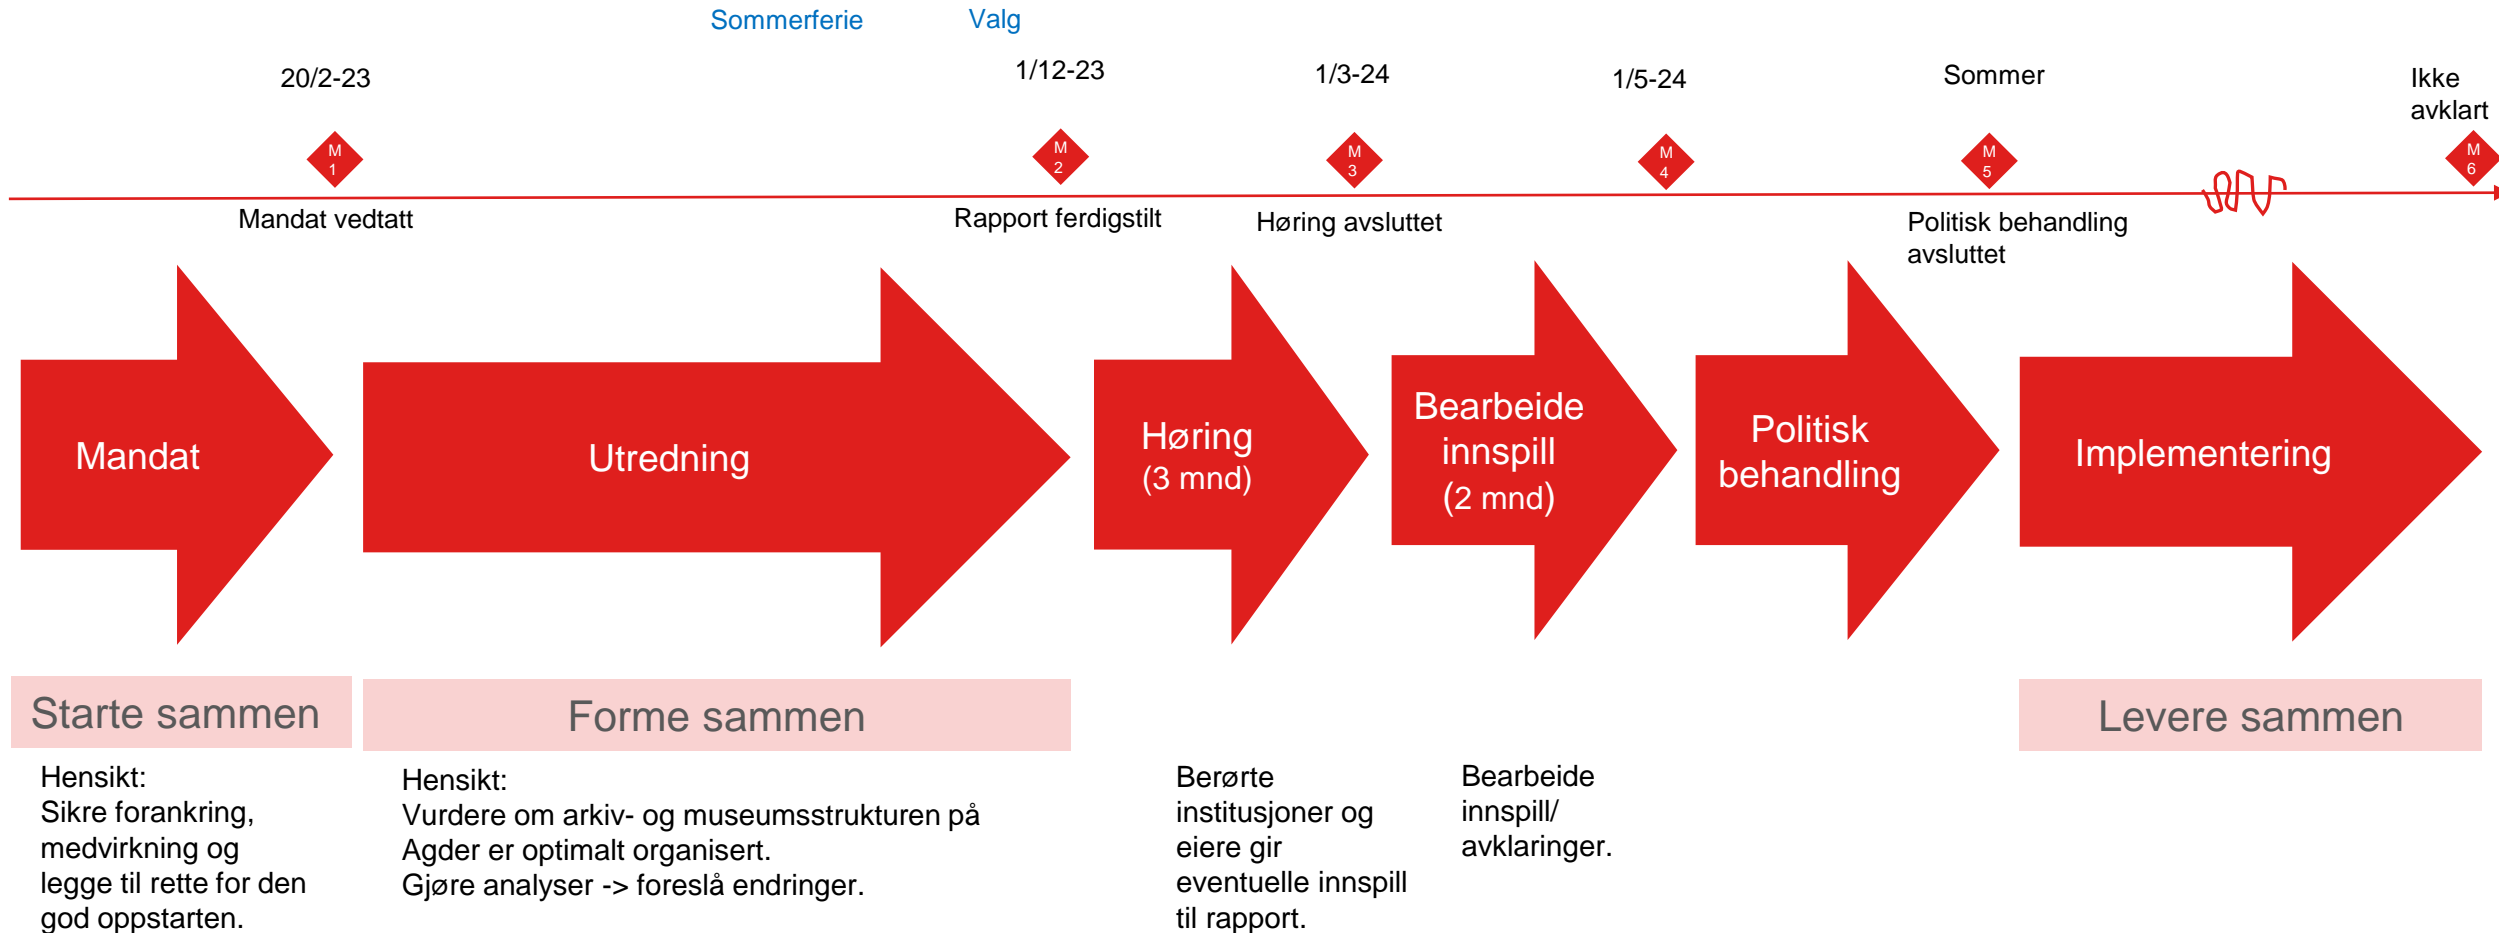 Sommerferie
Valg
20/2-23
1/12-23
1/3-24
1/5-24
Sommer
Ikke
avklart
M
1
M
2
M
3
M
4
M
5
M
6
Mandat vedtatt
Rapport ferdigstilt
Høring avsluttet
Politisk behandling
avsluttet
Mandat
Utredning
Høring
(3 mnd)
Bearbeide
innspill
(2 mnd)
Politisk
behandling
Implementering
Starte sammen
Forme sammen
Levere sammen
Hensikt:
Sikre forankring,
medvirkning og
legge til rette for den
god oppstarten.
Hensikt:
Vurdere om arkiv- og museumsstrukturen på
Agder er optimalt organisert.
Gjøre analyser -> foreslå endringer.
Berørte
institusjoner og
eiere gir
eventuelle innspill
til rapport.
Bearbeide
innspill/
avklaringer.